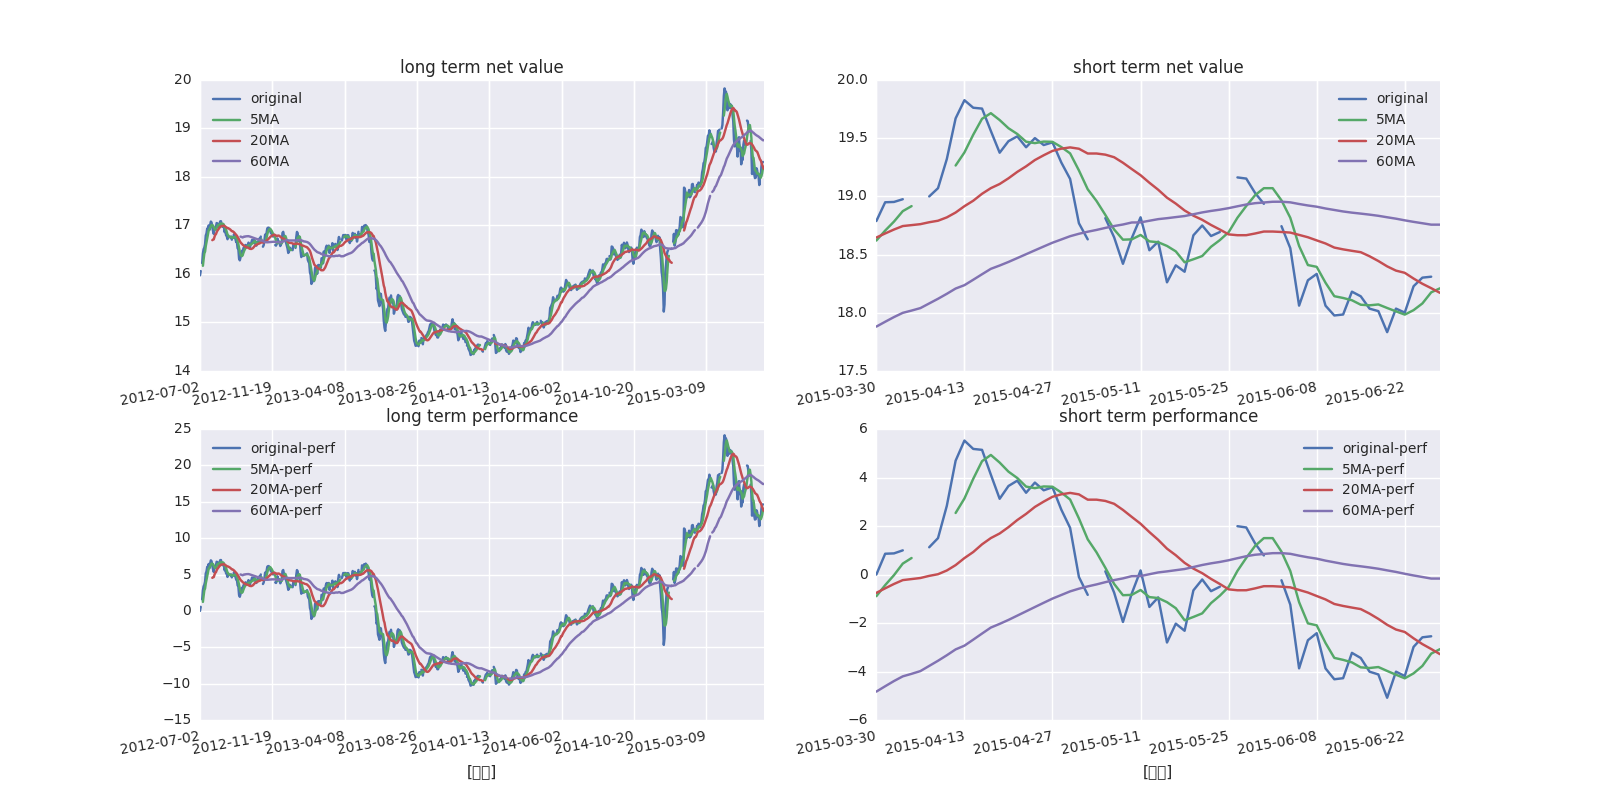 long term net value
20
19
18
17
16
15
14
original
5MA
20MA
60MA
2012-07-02 2012-11-19 2013-04-08 2013-08-26 2014-01-13 2014-06-02 2014-10-20 2015-03-09
short term net value
20.0
19.5
19.0
18.5
18.0
17.5
original
5MA
20MA
60MA
2015-03-30 2015-04-13 2015-04-27 2015-05-11 2015-05-25 2015-06-08 2015-06-22
long term performance
25
20
15
10
5
0
−5
−10
−15
original-perf
5MA-perf
20MA-perf
60MA-perf
2012-07-02 2012-11-19 2013-04-08 2013-08-26 2014-01-13 2014-06-02 2014-10-20 2015-03-09
short term performance
6
4
2
0
−2
−4
−6
original-perf
5MA-perf
20MA-perf
60MA-perf
2015-03-30 2015-04-13 2015-04-27 2015-05-11 2015-05-25 2015-06-08 2015-06-22